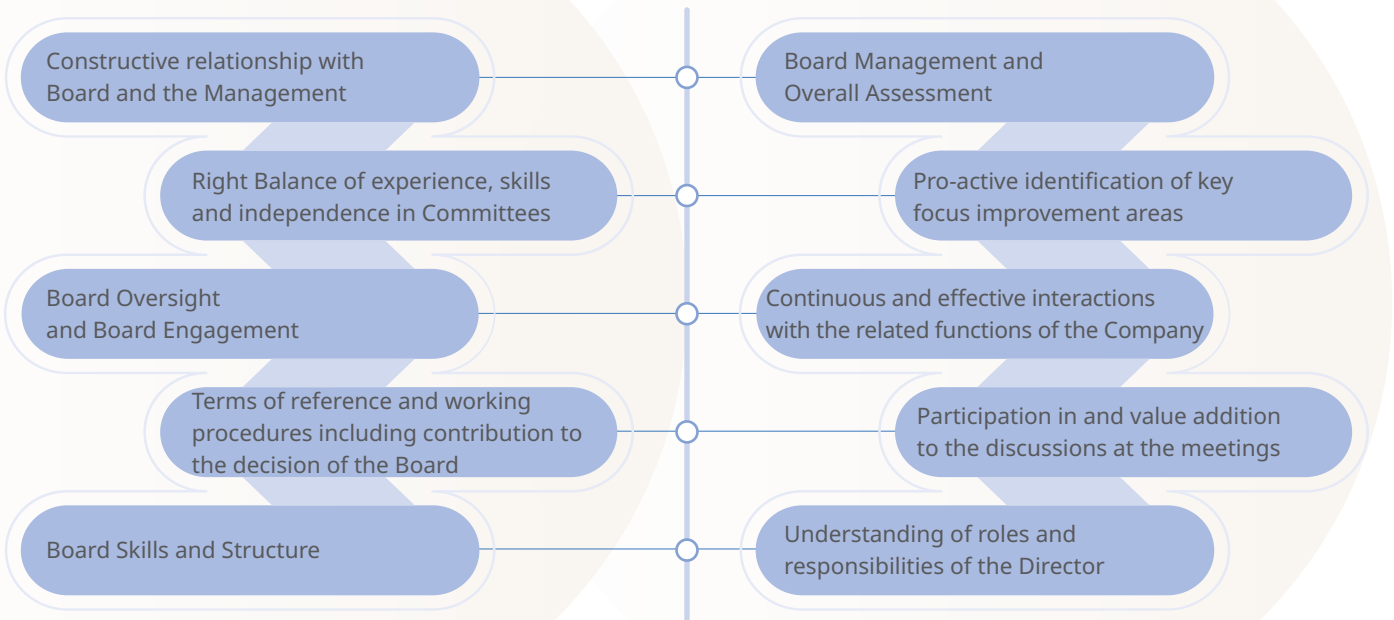 Constructive relationship with
Board and the Management
Right Balance of experience, skills
and independence in Committees
Board Oversight
and Board Engagement
Terms of reference and working
procedures including contribution to
the decision of the Board
Board Skills and Structure
Board Management and
Overall Assessment
Pro-active identification of key
focus improvement areas
Continuous and effective interactions
with the related functions of the Company
Participation in and value addition
to the discussions at the meetings
Understanding of roles and
responsibilities of the Director